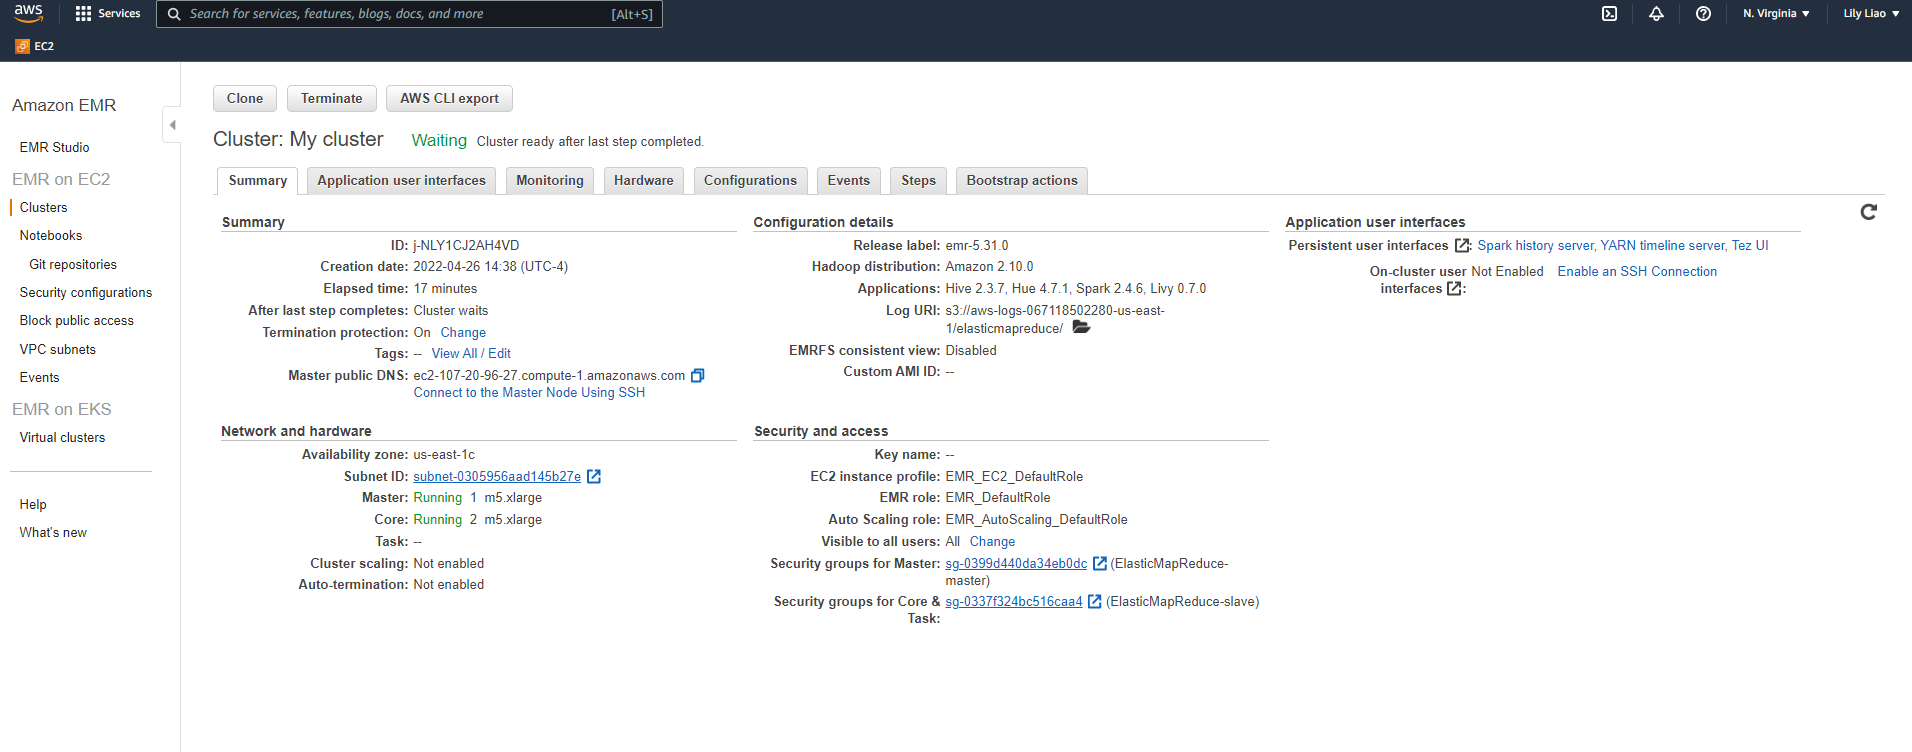 aws
Services
Search for services, features, blogs, docs, and more
[Alt+S]
N. Virginia
Lily Liao
EC2
Amazon EMR
EMR Studio
EMR on EC2
Clusters
Notebooks
Git repositories
Security configurations
Block public access
VPC subnets
Events
EMR on EKS
Virtual clusters
Help
What's new
Clone
Terminate
AWS CLI export
Cluster: My cluster Waiting Cluster ready after last step completed.
Summary
Application user interfaces
Monitoring
Hardware
Configurations
Events
Steps
Bootstrap actions
Summary
ID: j-NLY1CJ2AH4VD
Creation date: 2022-04-26 14:38 (UTC-4)
Elapsed time: 17 minutes
After last step completes: Cluster waits
Termination protection: On Change
Tags: -- View All / Edit
Master public DNS: ec2-107-20-96-27.compute-1.amazonaws.com
Connect to the Master Node Using SSH
Configuration details
Release label: emr-5.31.0
Hadoop distribution: Amazon 2.10.0
Applications: Hive 2.3.7, Hue 4.7.1, Spark 2.4.6, Livy 0.7.0
Log URI: s3://aws-logs-067118502280-us-east-
1/elasticmapreduce/
EMRFS consistent view: Disabled
Custom AMI ID: --
Application user interfaces
Persistent user interfaces : Spark history server, YARN timeline server, Tez UI
On-cluster user Not Enabled Enable an SSH Connection
interfaces :
Network and hardware
Availability zone: us-east-1c
Subnet ID: subnet-0305956aad145b27e
Master: Running 1 m5.xlarge
Core: Running 2 m5.xlarge
Task: --
Cluster scaling: Not enabled
Auto-termination: Not enabled
Security and access
Key name: --
EC2 instance profile: EMR_EC2_DefaultRole
EMR role: EMR_DefaultRole
Auto Scaling role: EMR_AutoScaling_DefaultRole
Visible to all users: All Change
Security groups for Master: sg-0399d440da34eb0dc (ElasticMapReduce-
master)
Security groups for Core & sg-0337f324bc516caa4 (ElasticMapReduce-slave)
Task: